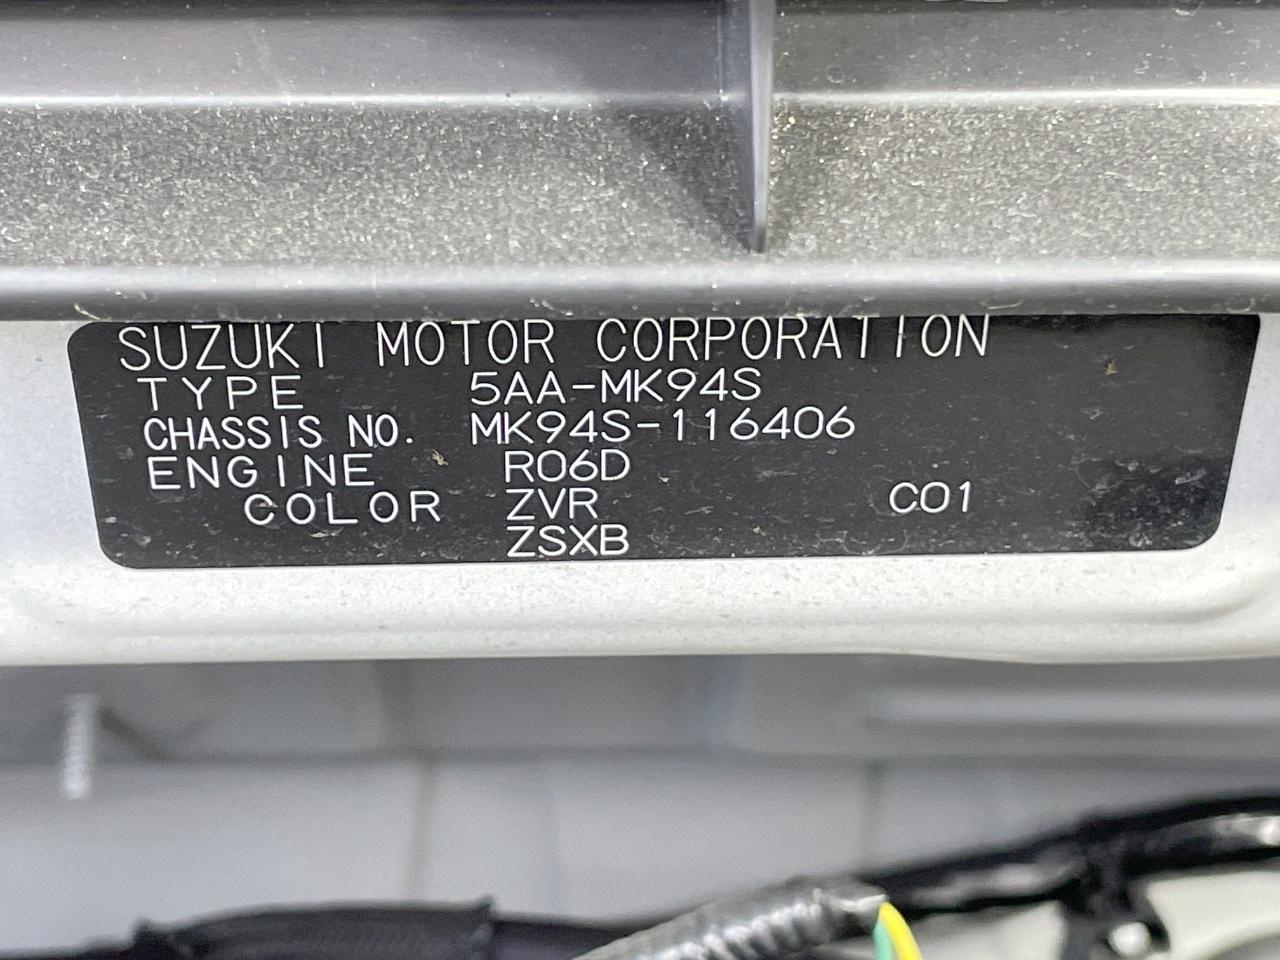 SUZUKI MOTOR CORPORATION
TYPE 5AA-MK94S
CHASSIS NO. MK94S-116406
ENGINE R06D
COLOR ZVR C01
ZSXB